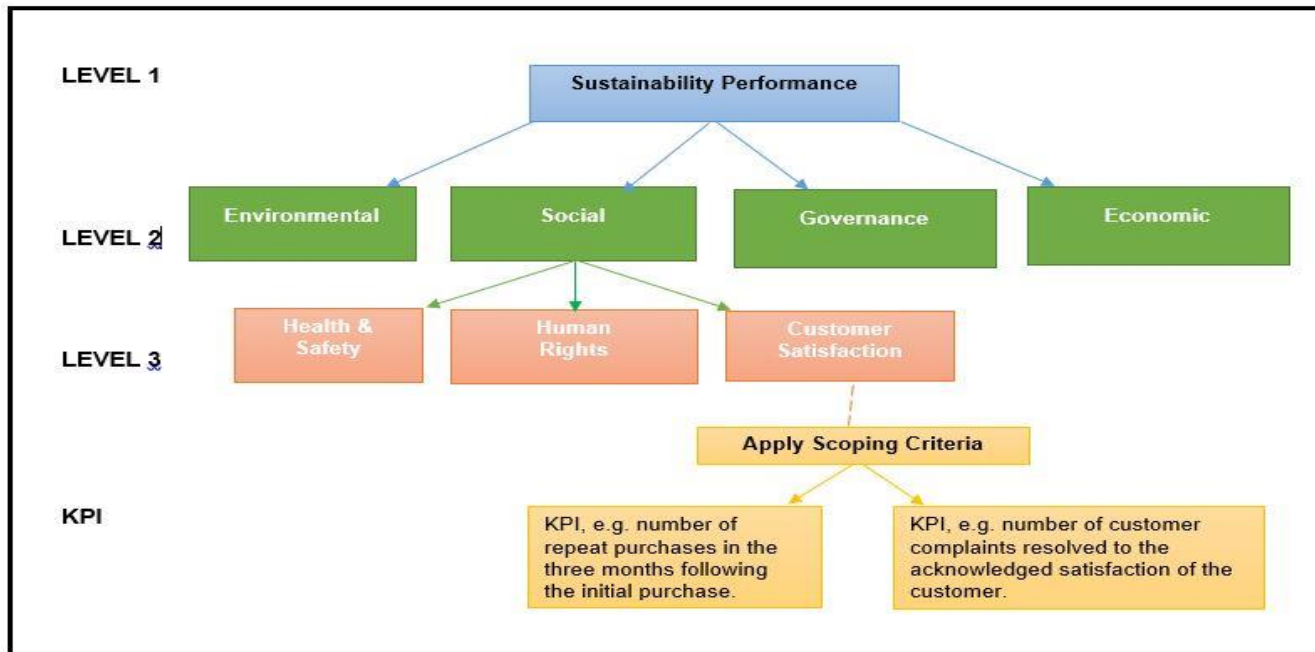 LEVEL 1
Sustainability Performance
Environmental
Social
Governance
Economic
LEVEL 2
Health &
Safety
Human
Rights
Customer
Satisfaction
LEVEL 3
Apply Scoping Criteria
KPI
KPI, e.g. number of
repeat purchases in the
three months following
the initial purchase.
KPI, e.g. number of customer
complaints resolved to the
acknowledged satisfaction of the
customer.